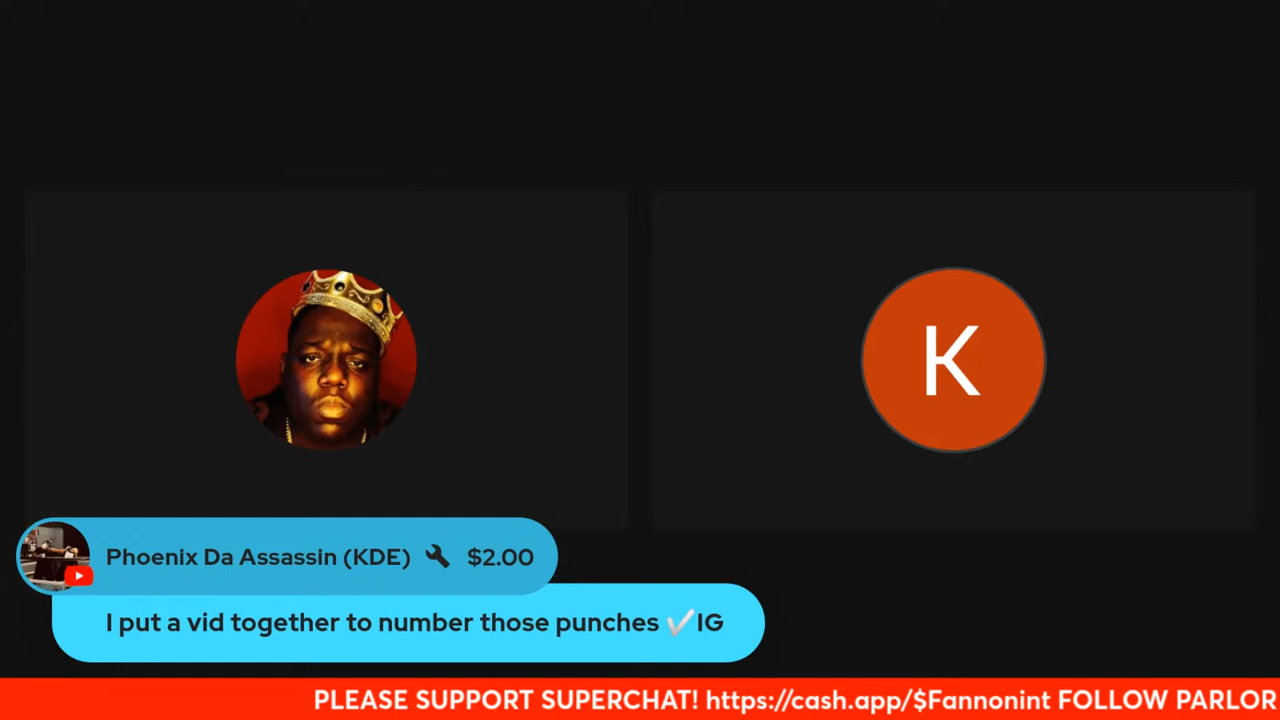 K
Phoenix Da Assassin (KDE) 🔧 $2.00
I put a vid together to number those punches ✔️IG
PLEASE SUPPORT SUPERCHAT! https://cash.app/$Fannonint FOLLOW PARLOR